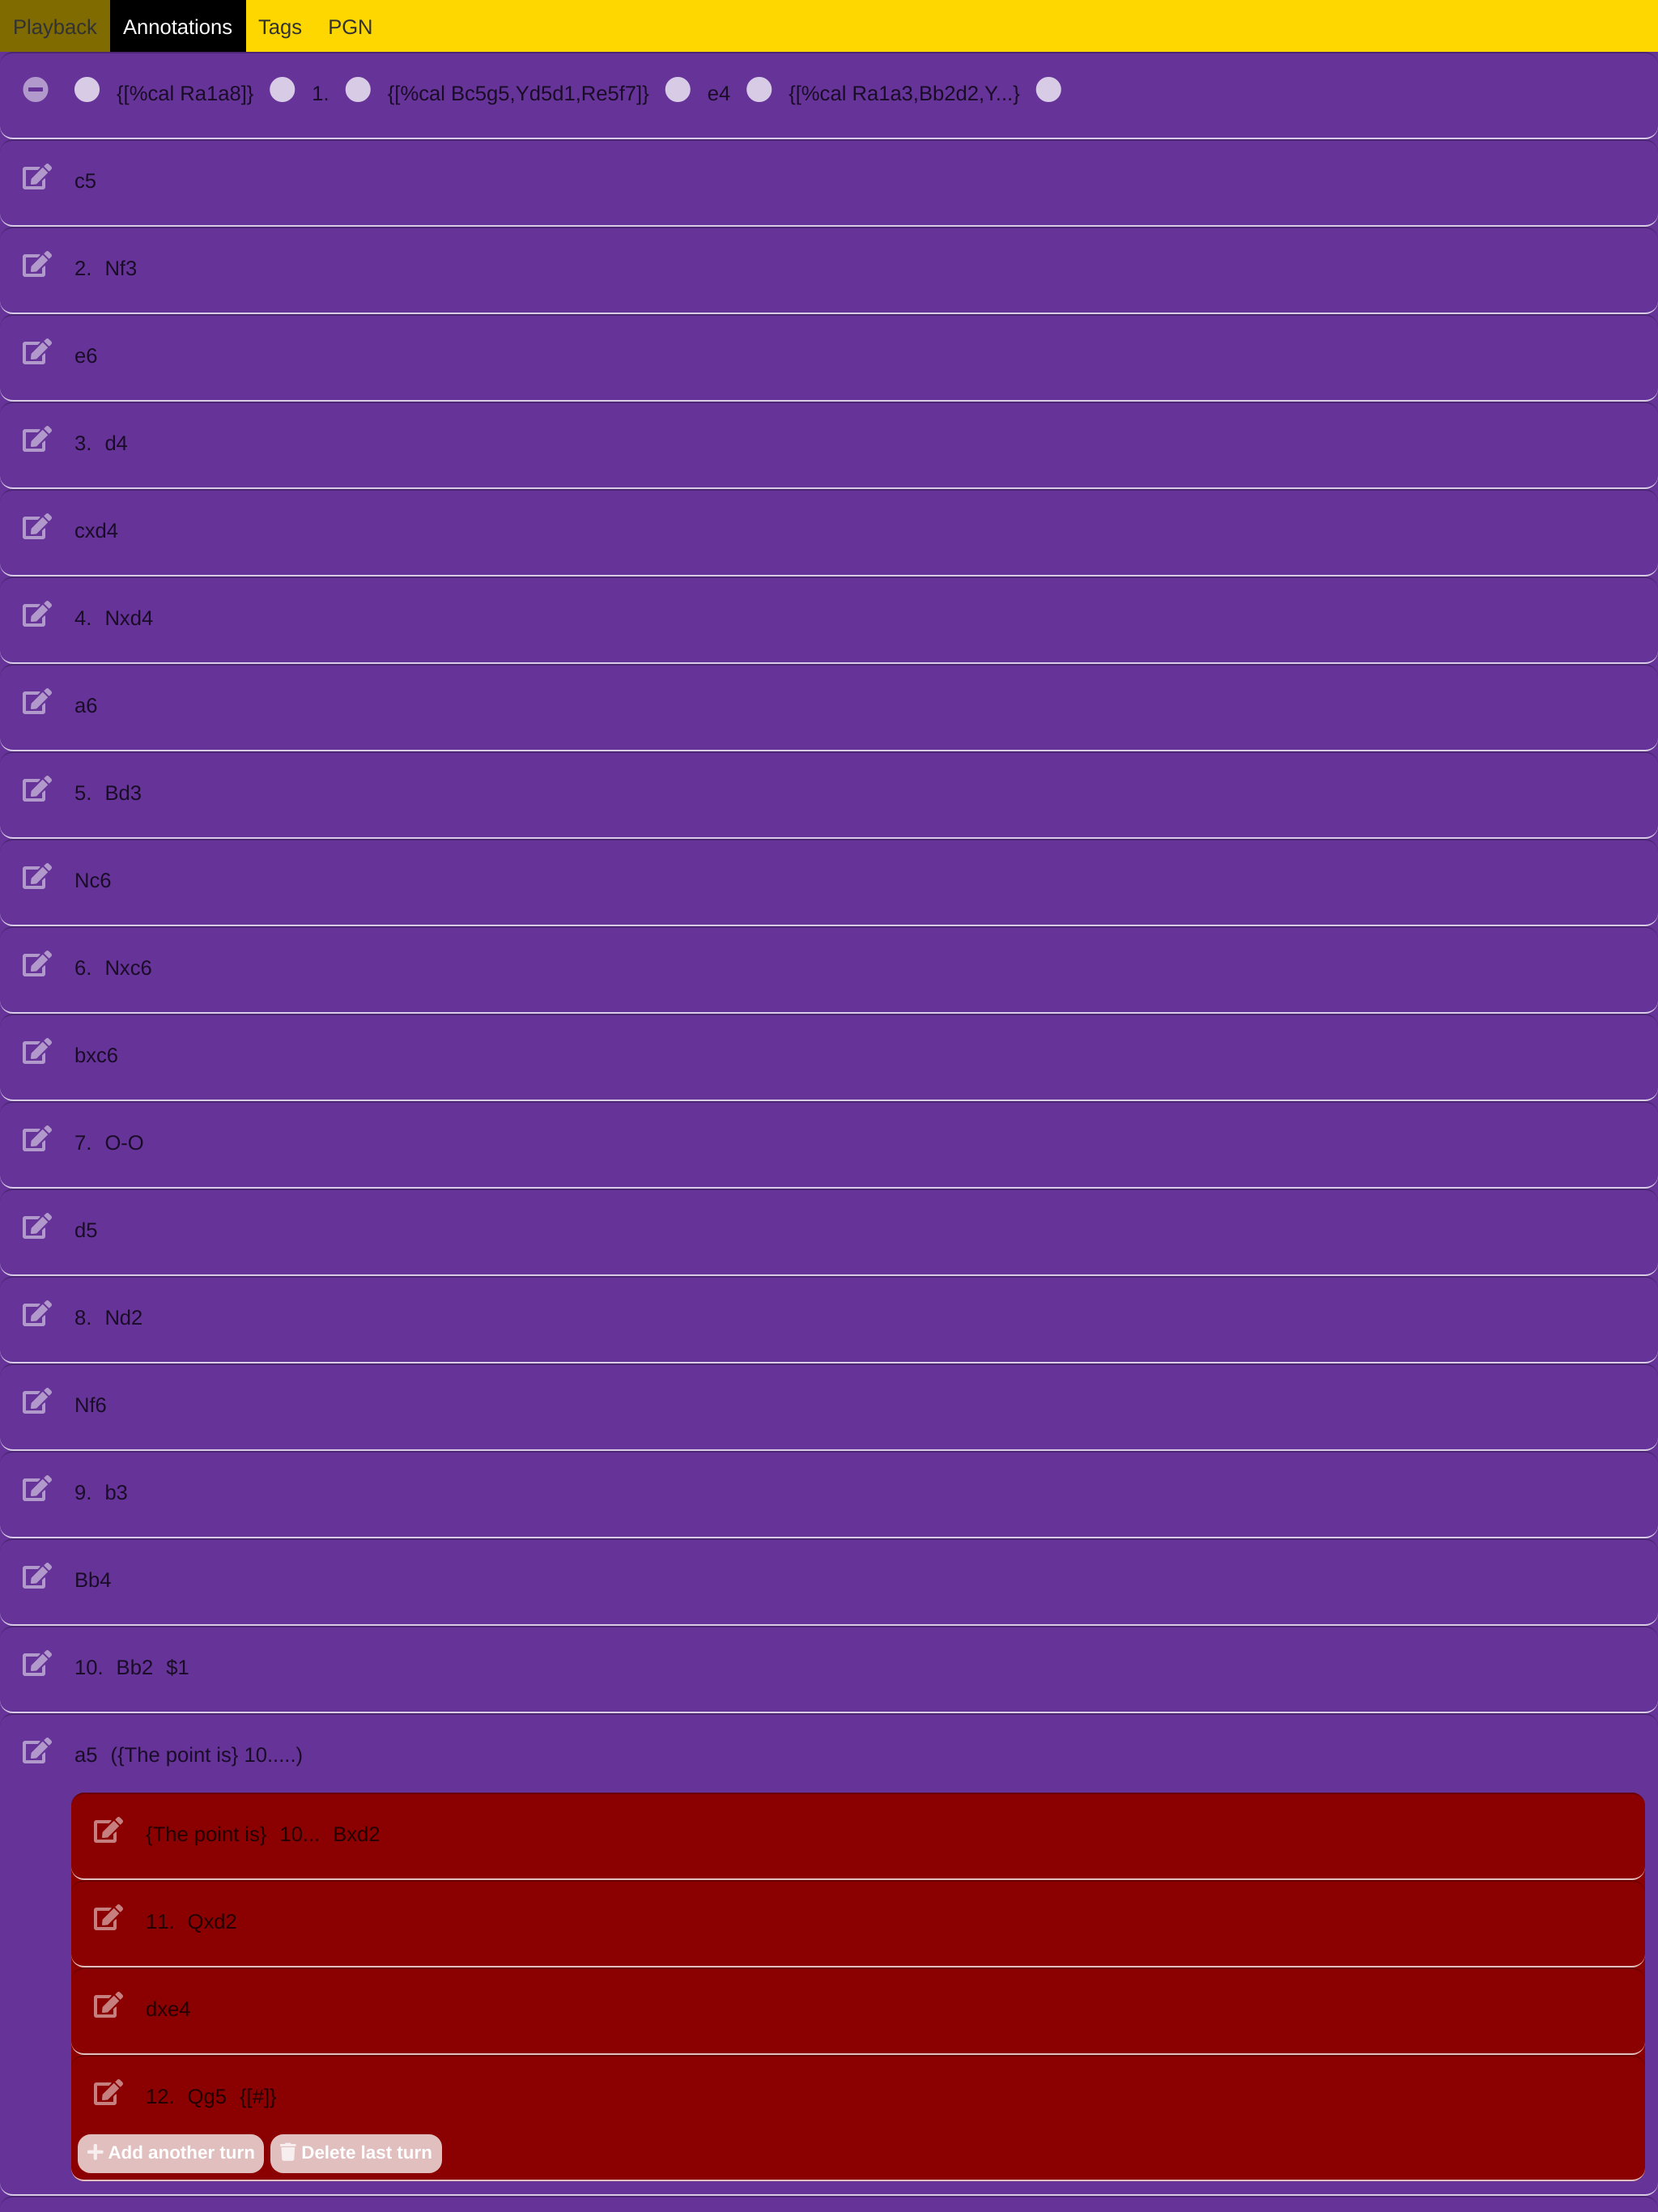 Playback Annotations Tags PGN
{[%cal Ra1a8]} 1. {[%cal Bc5g5,Yd5d1,Re5f7]} e4 {[%cal Ra1a3,Bb2d2,Y...}
c5
2. Nf3
e6
3. d4
cxd4
4. Nxd4
a6
5. Bd3
Nc6
6. Nxc6
bxc6
7. O-O
d5
8. Nd2
Nf6
9. b3
Bb4
10. Bb2 $1
a5 ({The point is} 10.....)
{The point is} 10... Bxd2
11. Qxd2
dxe4
12. Qg5 {[#]}
Add another turn Delete last turn